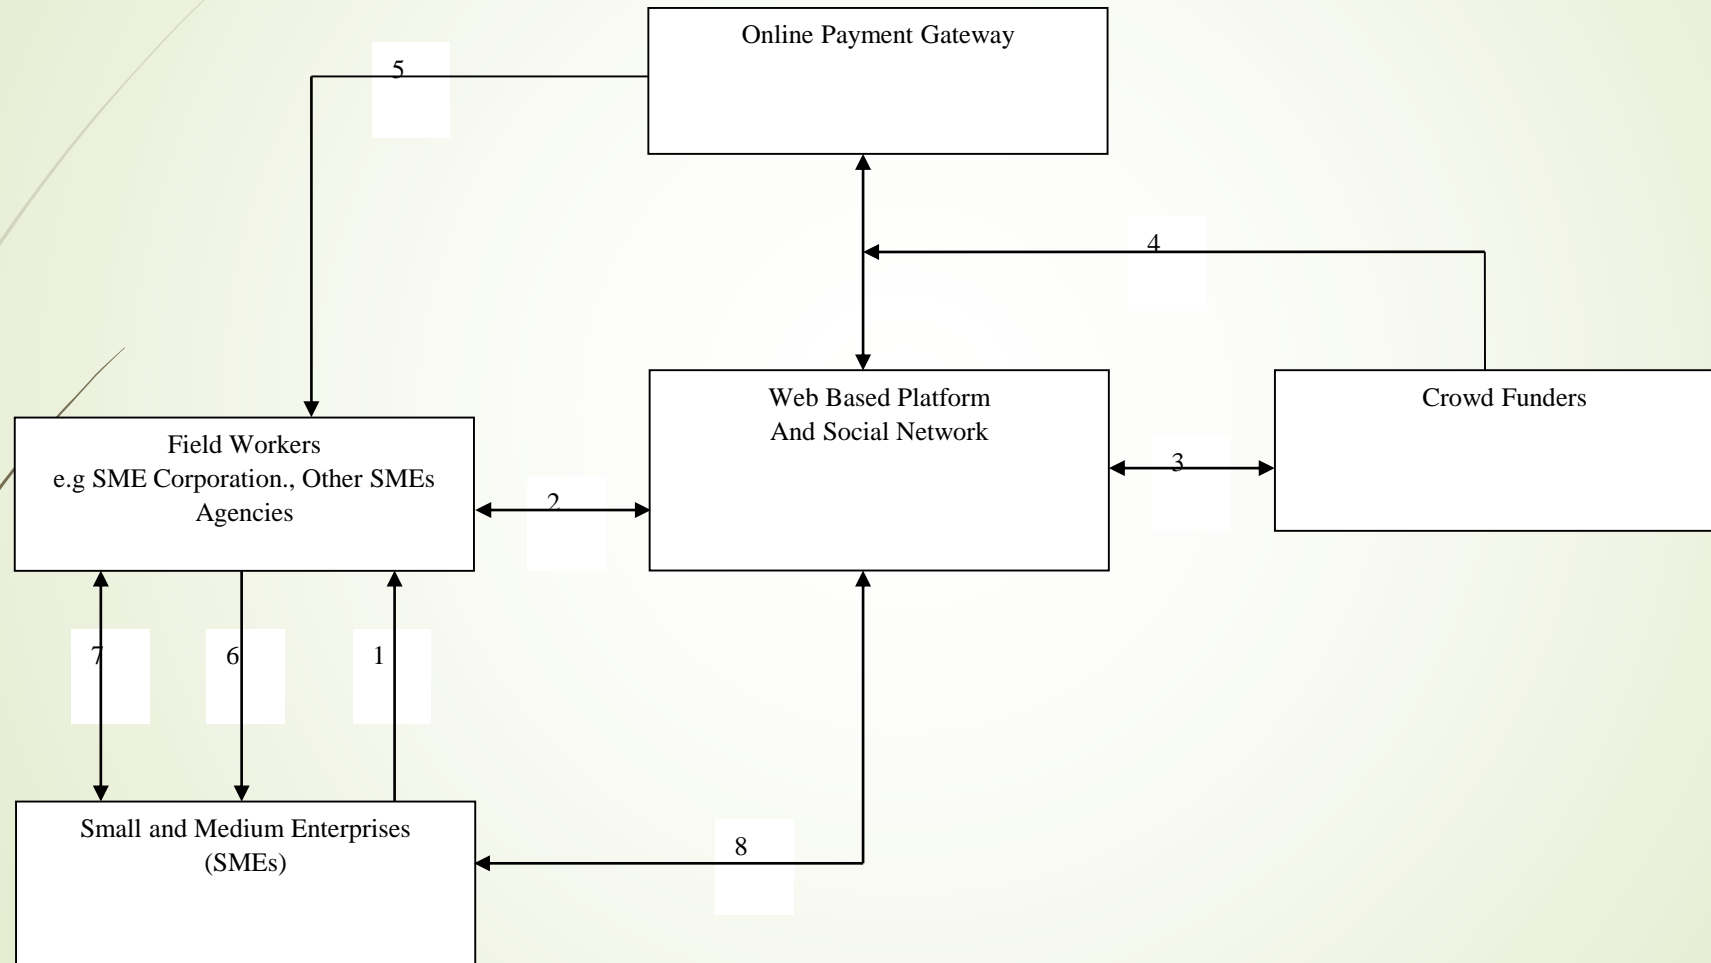 Online Payment Gateway
5
4
Web Based Platform
And Social Network
Crowd Funders
Field Workers
e.g SME Corporation., Other SMEs
Agencies
3
2
7
6
1
Small and Medium Enterprises
(SMEs)
8